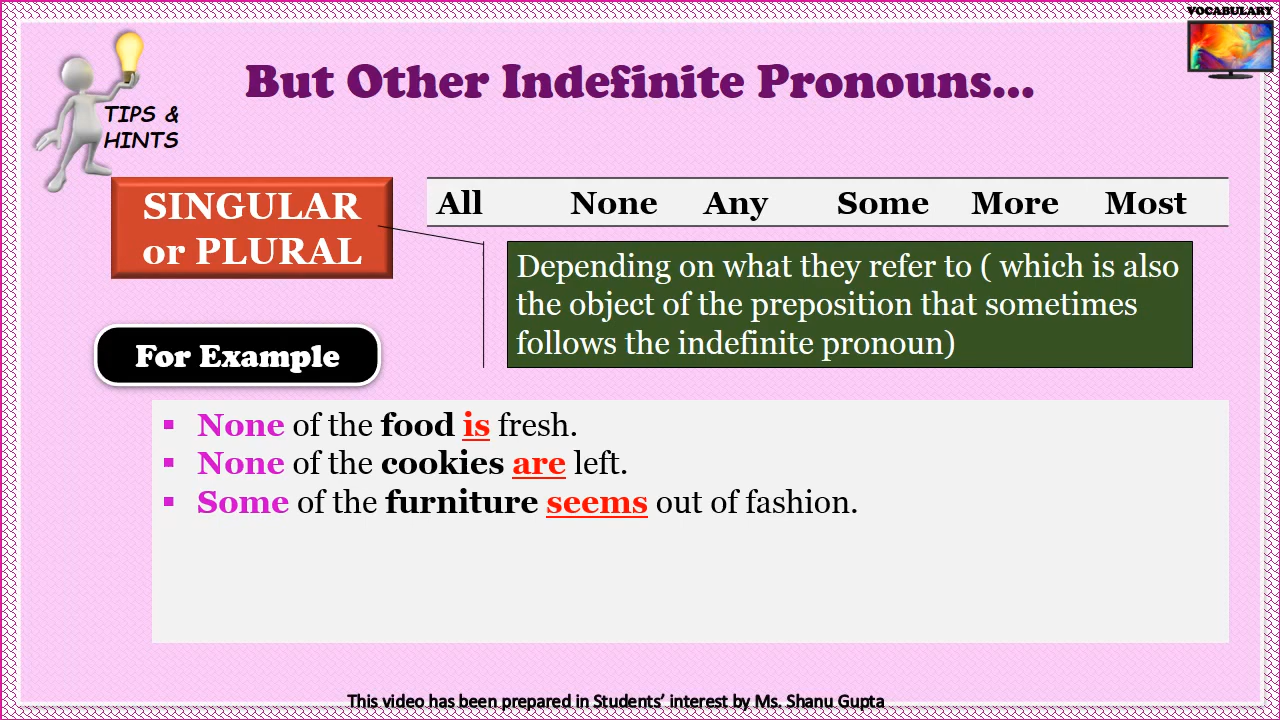 VOCABULARY
But Other Indefinite Pronouns...
TIPS &
HINTS
SINGULAR
or PLURAL
All None Any Some More Most
Depending on what they refer to ( which is also
the object of the preposition that sometimes
follows the indefinite pronoun)
For Example
▪ None of the food is fresh.
▪ None of the cookies are left.
▪ Some of the furniture seems out of fashion.
This video has been prepared in Students’ interest by Ms. Shanu Gupta